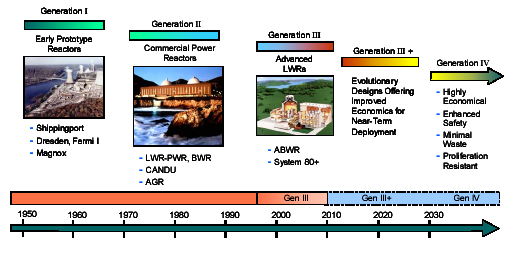 Generation I
Early Prototype
Reactors
- Shippingport
- Dresden, Fermi I
- Magnox
Generation II
Commercial Power
Reactors
- LWR-PWR, BWR
- CANDU
- AGR
Generation III
Advanced
LWRs
- ABWR
- System 80+
Generation III +
Evolutionary
Designs Offering
Improved
Economics for
Near-Term
Deployment
Generation IV
- Highly
Economical
- Enhanced
Safety
- Minimal
Waste
- Proliferation
Resistant
Gen III
Gen III+
Gen IV
1950
1960
1970
1980
1990
2000
2010
2020
2030